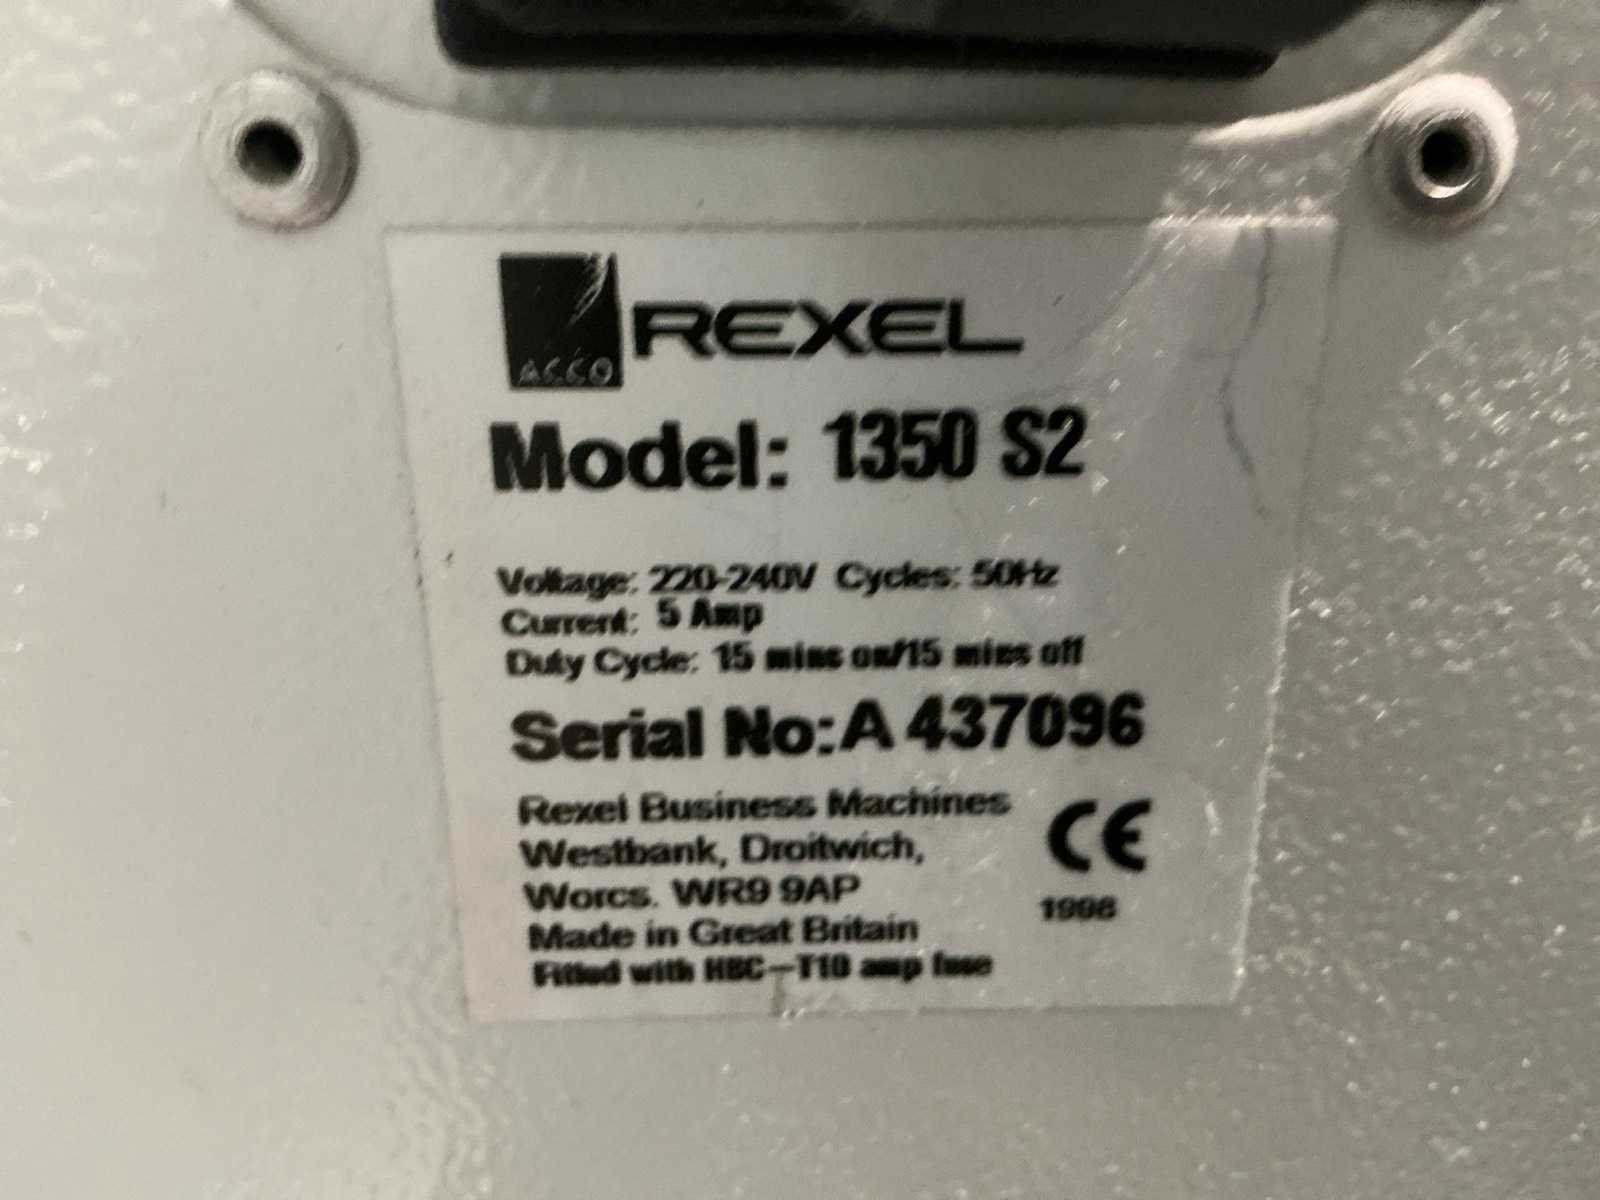 ACCO
REXEL
Model: 1350 S2
Voltage: 220-240V Cycles: 50Hz
Current: 5 Amp
Duty Cycle: 15 mins on/15 mins off
Serial No: A 437096
Rexel Business Machines
Westbank, Droitwich,
Worcs. WR9 9AP
CE
1998
Made in Great Britain
Fitted with HBC-T10 amp fuse